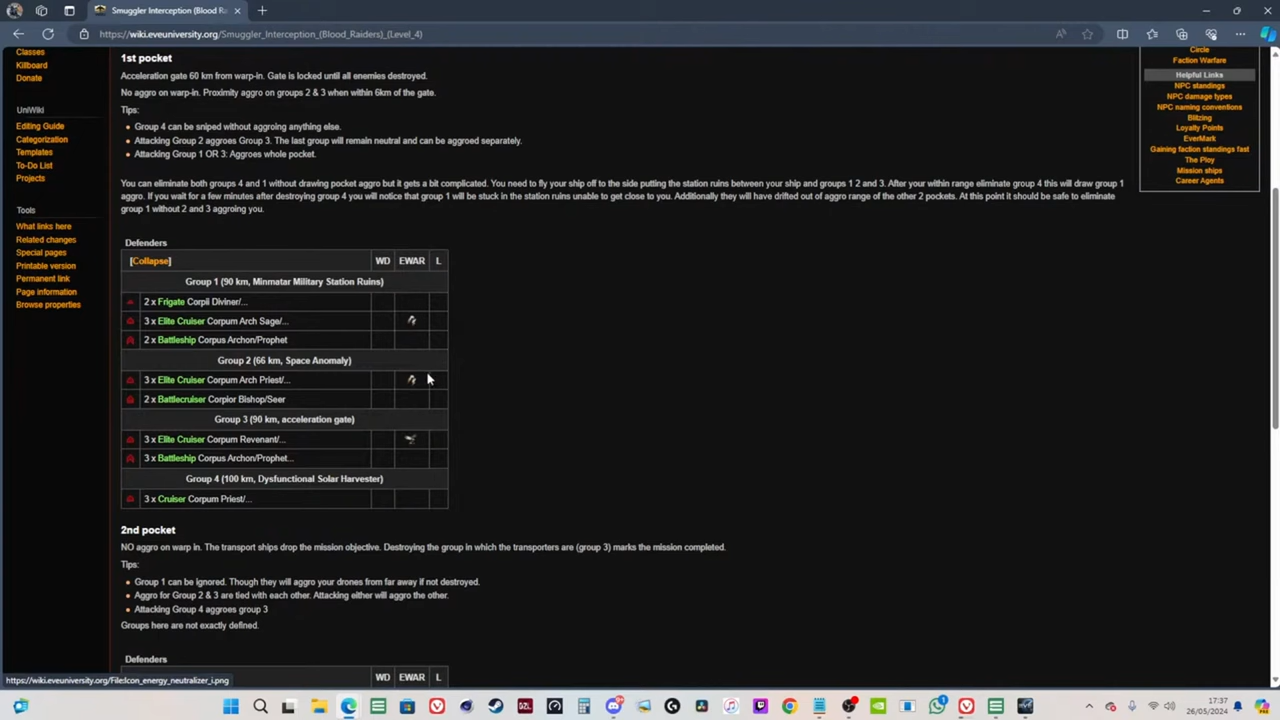 Smuggler Interception (Blood R
https://wiki.eveuniversity.org/Smuggler_Interception_(Blood_Raiders)_(Level_4)
Classes
Killboard
Donate
UniWiki
Editing Guide
Categorization
Templates
To-Do List
Projects
Tools
What links here
Related changes
Special pages
Printable version
Permanent link
Page information
Browse properties
1st pocket
Acceleration gate 60 km from warp-in. Gate is locked until all enemies destroyed.
No aggro on warp-in. Proximity aggro on groups 2 & 3 when within 6km of the gate.
Tips:
Group 4 can be sniped without aggroing anything else.
Attacking Group 2 aggroes Group 3. The last group will remain neutral and can be aggroed separately.
Attacking Group 1 OR 3: Aggroes whole pocket.
You can eliminate both groups 4 and 1 without drawing pocket aggro but it gets a bit complicated. You need to fly your ship off to the side putting the station ruins between your ship and groups 1 2 and 3. After your within range eliminate group 4 this will draw group 1
aggro. If you wait for a few minutes after destroying group 4 you will notice that group 1 will be stuck in the station ruins unable to get close to you. Additionally they will have drifted out of aggro range of the other 2 pockets. At this point it should be safe to eliminate
group 1 without 2 and 3 aggroing you.
Defenders
[Collapse] WD EWAR L
Group 1 (90 km, Minmatar Military Station Ruins)
2 x Frigate Corpii Diviner/...
3 x Elite Cruiser Corpum Arch Sage/...
2 x Battleship Corpus Archon/Prophet
Group 2 (66 km, Space Anomaly)
3 x Elite Cruiser Corpum Arch Priest/...
2 x Battlecruiser Corpior Bishop/Seer
Group 3 (90 km, acceleration gate)
3 x Elite Cruiser Corpum Revenant/...
3 x Battleship Corpus Archon/Prophet...
Group 4 (100 km, Dysfunctional Solar Harvester)
3 x Cruiser Corpum Priest/...
2nd pocket
NO aggro on warp in. The transport ships drop the mission objective. Destroying the group in which the transporters are (group 3) marks the mission completed.
Tips:
Group 1 can be ignored. Though they will aggro your drones from far away if not destroyed.
Aggro for Group 2 & 3 are tied with each other. Attacking either will aggro the other.
Attacking Group 4 aggroes group 3
Groups here are not exactly defined.
Defenders
WD EWAR L
Circle
Faction Warfare
Helpful Links
NPC standings
NPC damage types
NPC naming conventions
Blitzing
Loyalty Points
EverMark
Gaining faction standings fast
The Ploy
Mission ships
Career Agents
https://wiki.eveuniversity.org/File:Icon_energy_neutralizer_i.png
17:37
26/05/2024